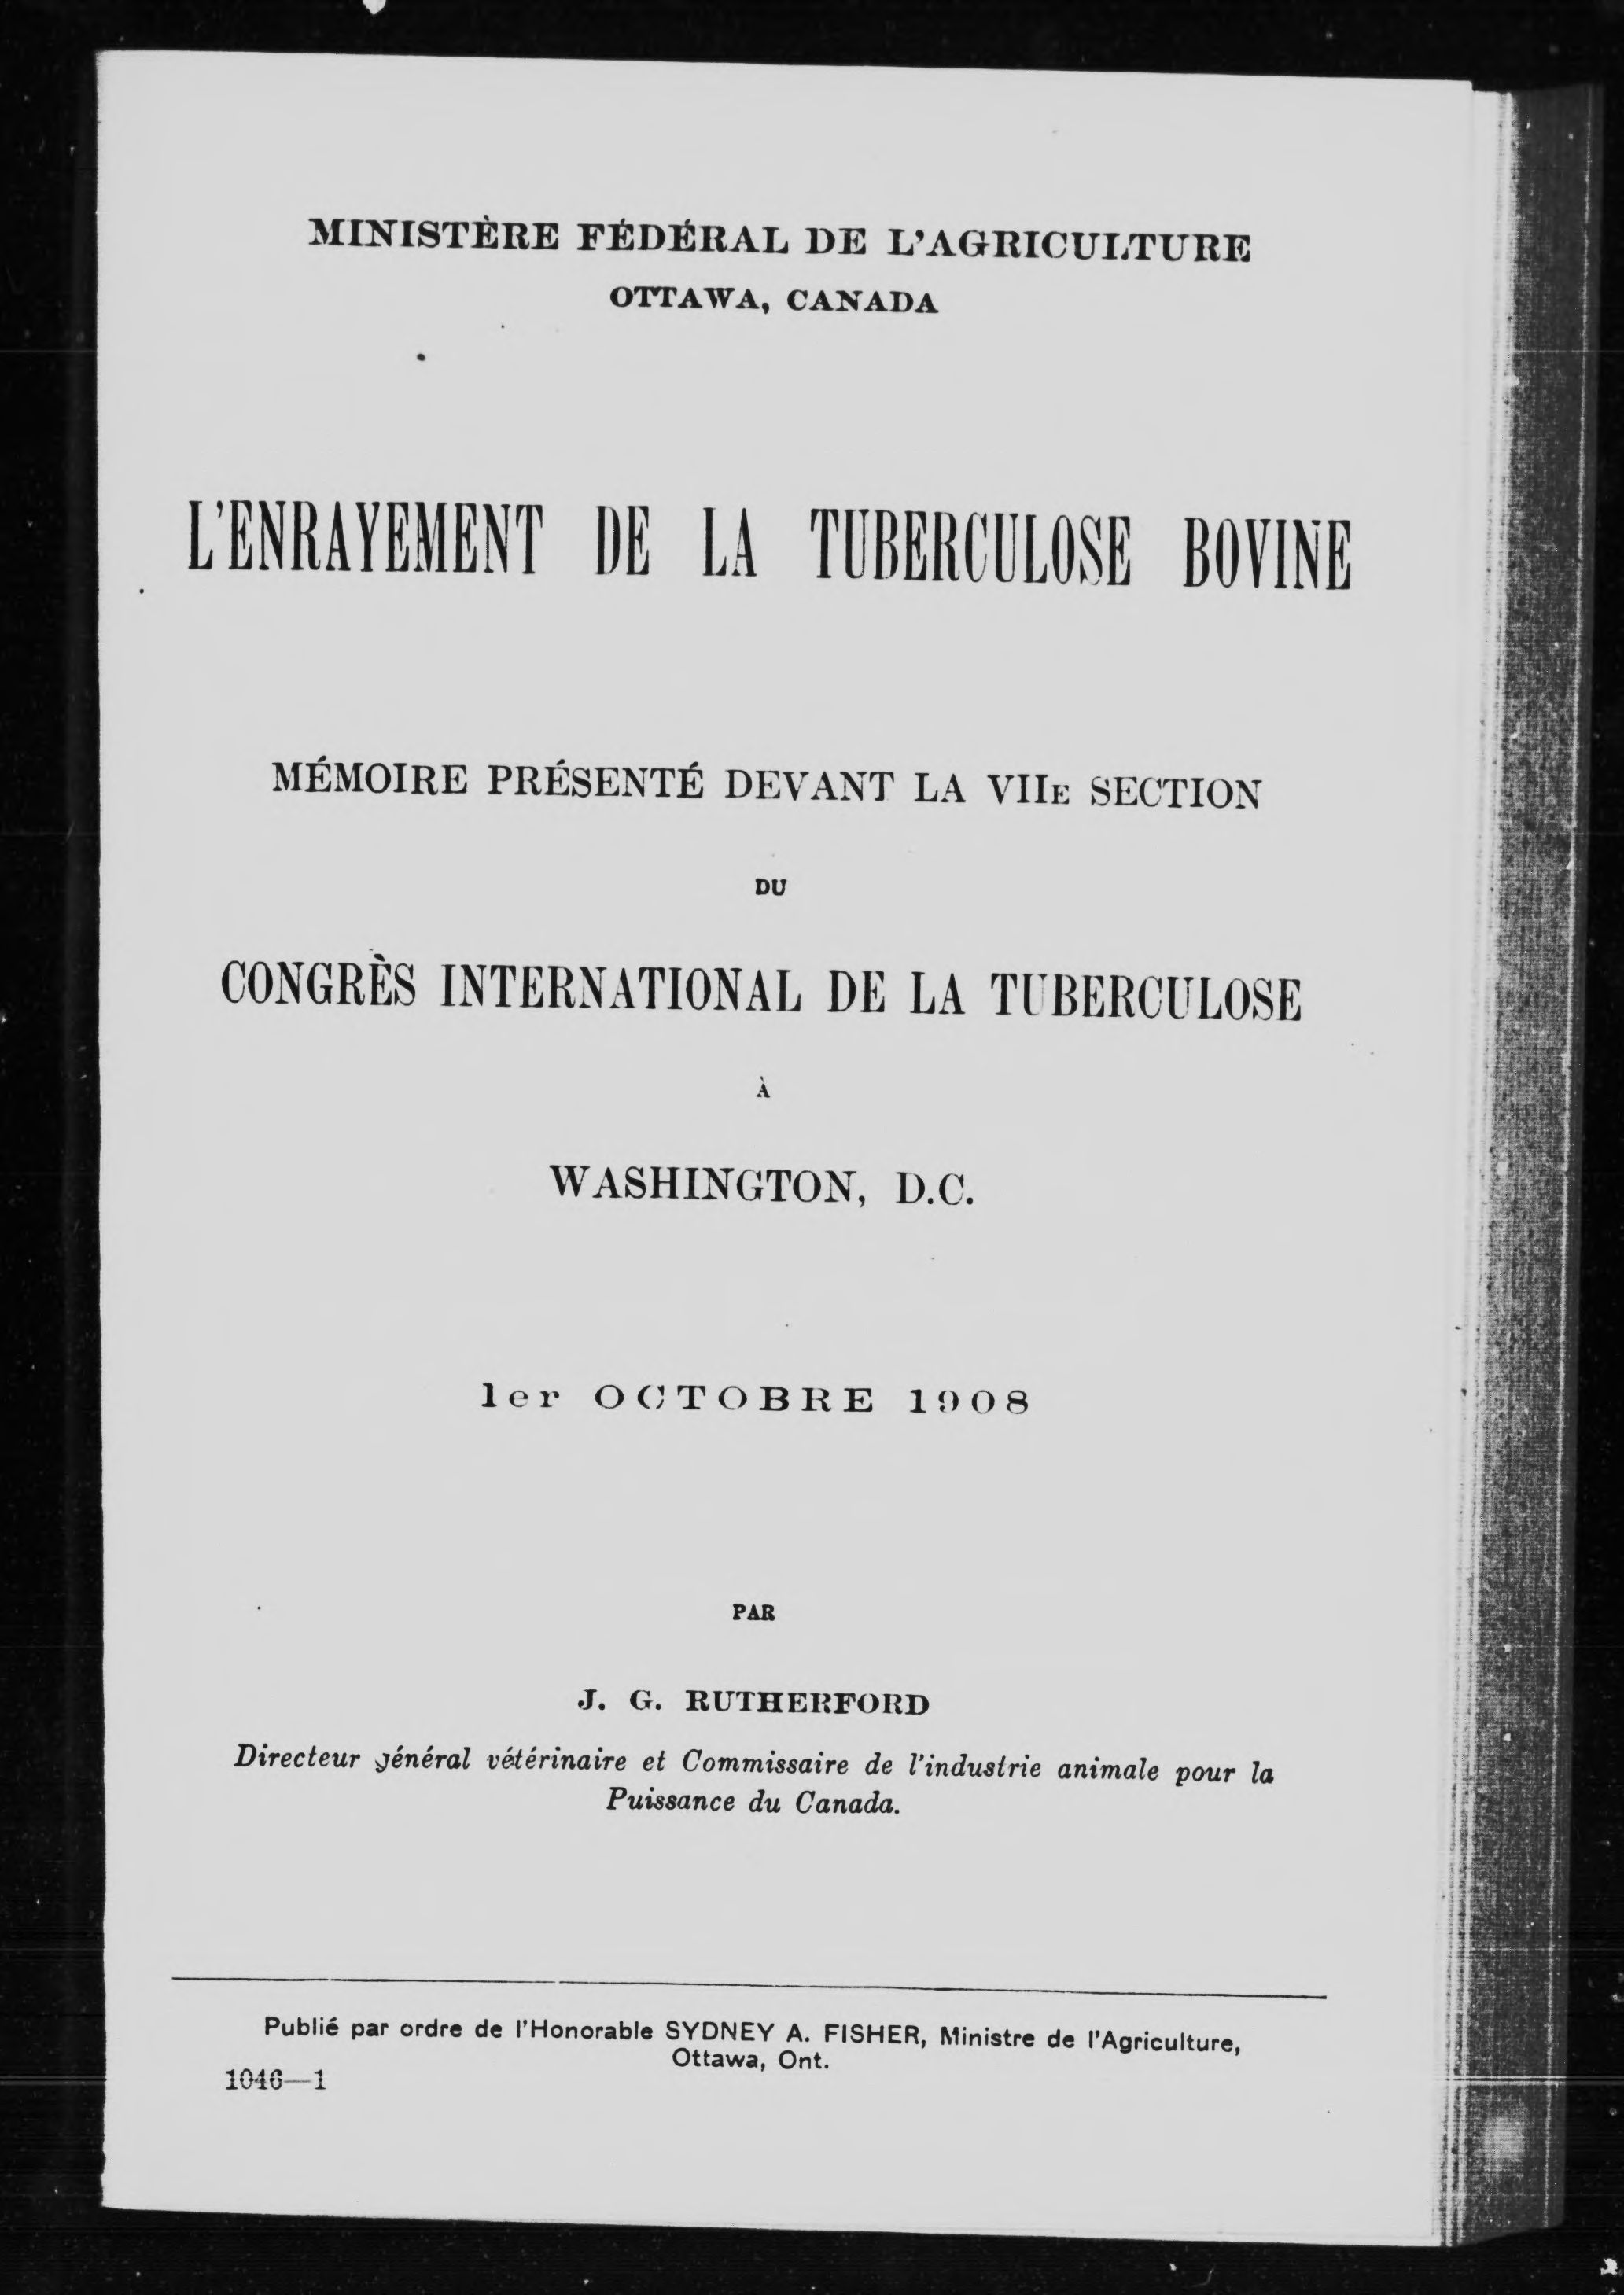 MINISTÈRE FÉDÉRAL DE L'AGRICULTURE
OTTAWA, CANADA
L'ENRAYEMENT DE LA TUBERCULOSE BOVINE
MÉMOIRE PRÉSENTÉ DEVANT LA VIIE SECTION
DU
CONGRÈS INTERNATIONAL DE LA TUBERCULOSE
À
WASHINGTON, D.C.
1er OCTOBRE 1908
PAR
J. G. RUTHERFORD
Directeur général vétérinaire et Commissaire de l'industrie animale pour la
Puissance du Canada.
Publié par ordre de l'Honorable SYDNEY A. FISHER, Ministre de l'Agriculture,
Ottawa, Ont.
1046—1